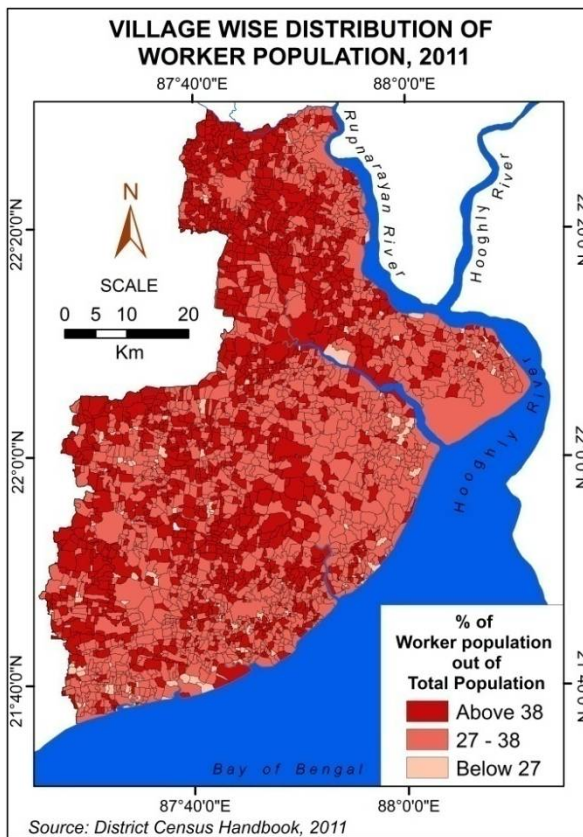 VILLAGE WISE DISTRIBUTION OF
WORKER POPULATION, 2011
87°40'0"E
88°0'0"E
Rupnarayan River
Hooghly River
N
22°20'0"N
22°20'0"N
SCALE
0 5 10 20
Km
Hooghly River
22°0'0"N
22°0'0"N
% of
Worker population
out of
Total Population
Above 38
27 - 38
Below 27
21°40'0"N
21°40'0"N
Bay of Bengal
87°40'0"E
88°0'0"E
Source: District Census Handbook, 2011